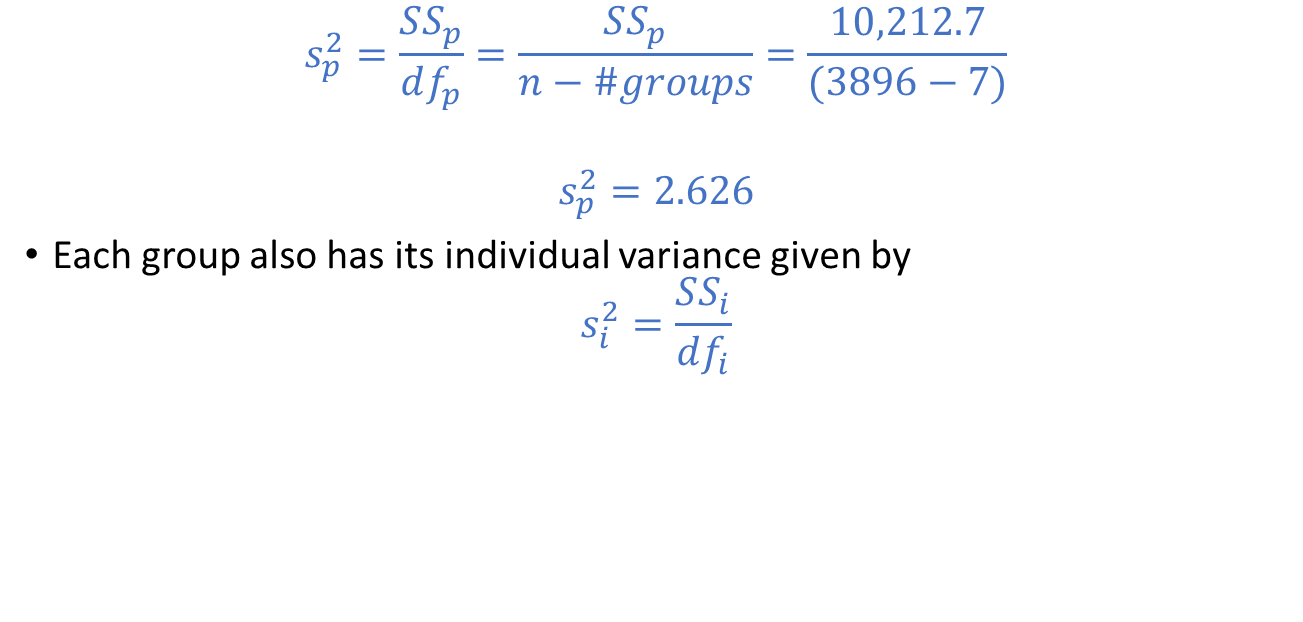 s_p^2 = SS_p / df_p = SS_p / (n − #groups) = 10,212.7 / (3896 − 7)
s_p^2 = 2.626
• Each group also has its individual variance given by
s_i^2 = SS_i / df_i